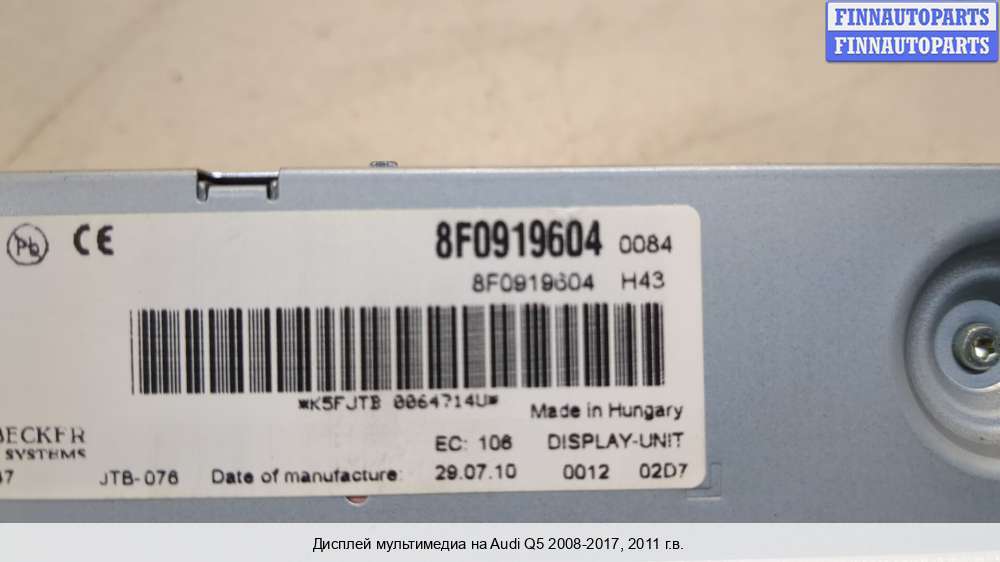 FINNAUTOPARTS
FINNAUTOPARTS
Pb CE
8F0919604 0084
8F0919604 H43
*K5FJTB 0064714U*
Made in Hungary
BECKER
SYSTEMS
EC: 106 DISPLAY-UNIT
JTB-076 Date of manufacture: 29.07.10 0012 02D7
Дисплей мультимедиа на Audi Q5 2008-2017, 2011 г.в.